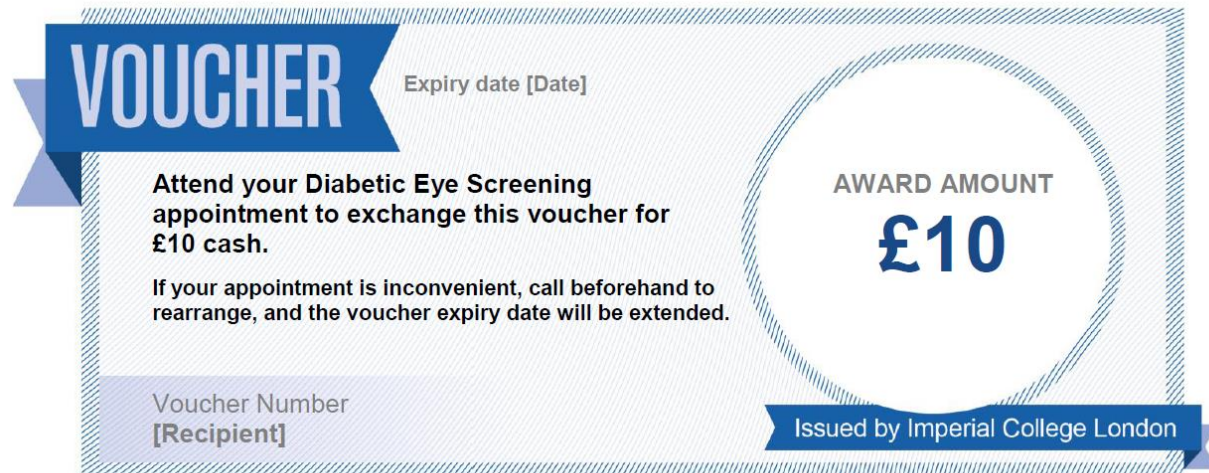 VOUCHER
Expiry date [Date]
Attend your Diabetic Eye Screening
appointment to exchange this voucher for
£10 cash.
If your appointment is inconvenient, call beforehand to
rearrange, and the voucher expiry date will be extended.
AWARD AMOUNT
£10
Voucher Number
[Recipient]
Issued by Imperial College London